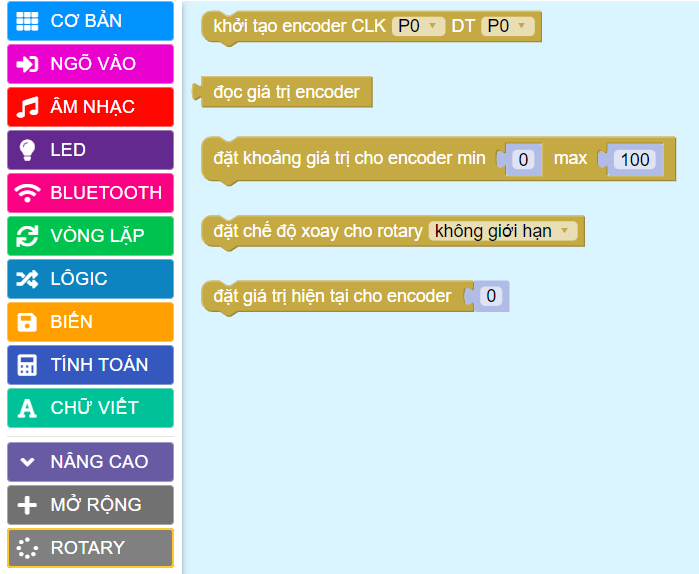 CƠ BẢN
NGÕ VÀO
ÂM NHẠC
LED
BLUETOOTH
VÒNG LẶP
LÔGIC
BIẾN
TÍNH TOÁN
CHỮ VIẾT
NÂNG CAO
MỞ RỘNG
ROTARY
khởi tạo encoder CLK P0 DT P0
đọc giá trị encoder
đặt khoảng giá trị cho encoder min 0 max 100
đặt chế độ xoay cho rotary không giới hạn
đặt giá trị hiện tại cho encoder 0